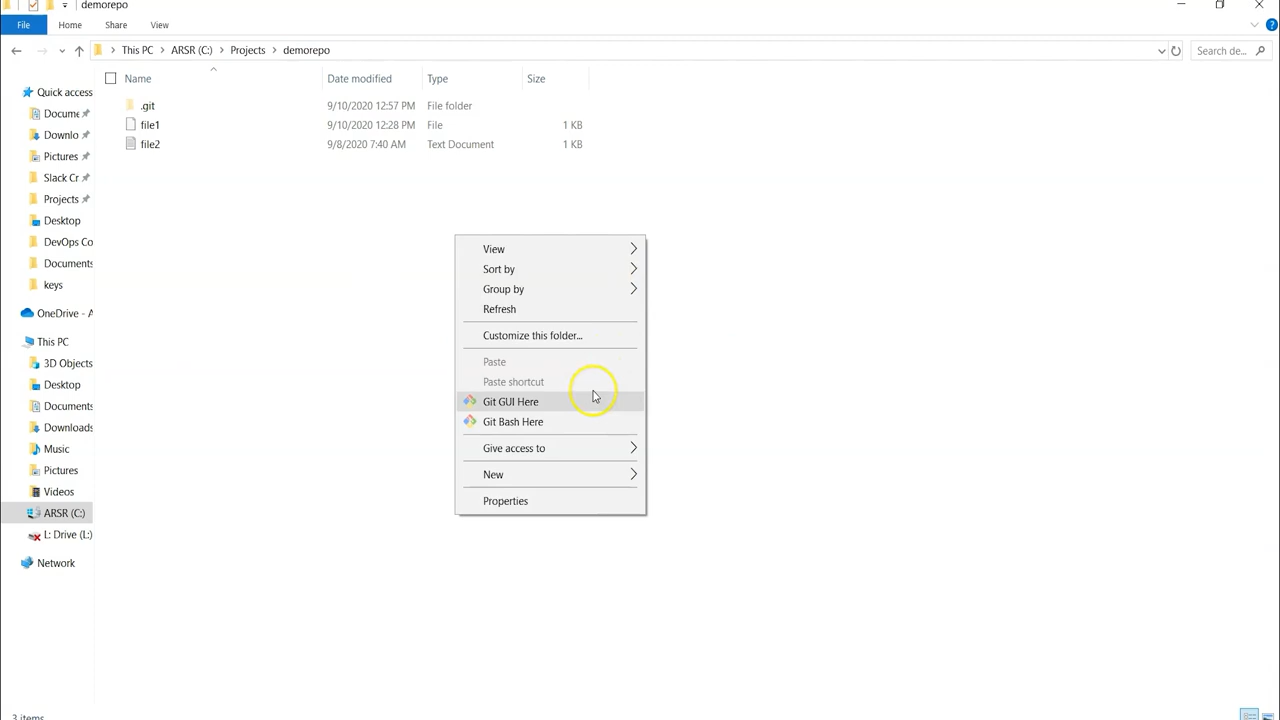 demorepo
File Home Share View
This PC ARSR (C:) Projects demorepo Search de...
Name Date modified Type Size
.git 9/10/2020 12:57 PM File folder
file1 9/10/2020 12:28 PM File 1 KB
file2 9/8/2020 7:40 AM Text Document 1 KB
Quick access
Docume
Downlo
Pictures
Slack Cr
Projects
Desktop
DevOps Co
Documents
keys
OneDrive - A
This PC
3D Objects
Desktop
Documents
Downloads
Music
Pictures
Videos
ARSR (C:)
L: Drive (L:)
Network
View
Sort by
Group by
Refresh
Customize this folder...
Paste
Paste shortcut
Git GUI Here
Git Bash Here
Give access to
New
Properties
3 items